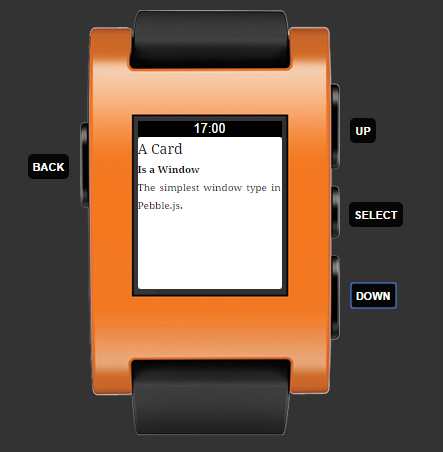 17:00
A Card
Is a Window
The simplest window type in
Pebble.js.
BACK
UP
SELECT
DOWN